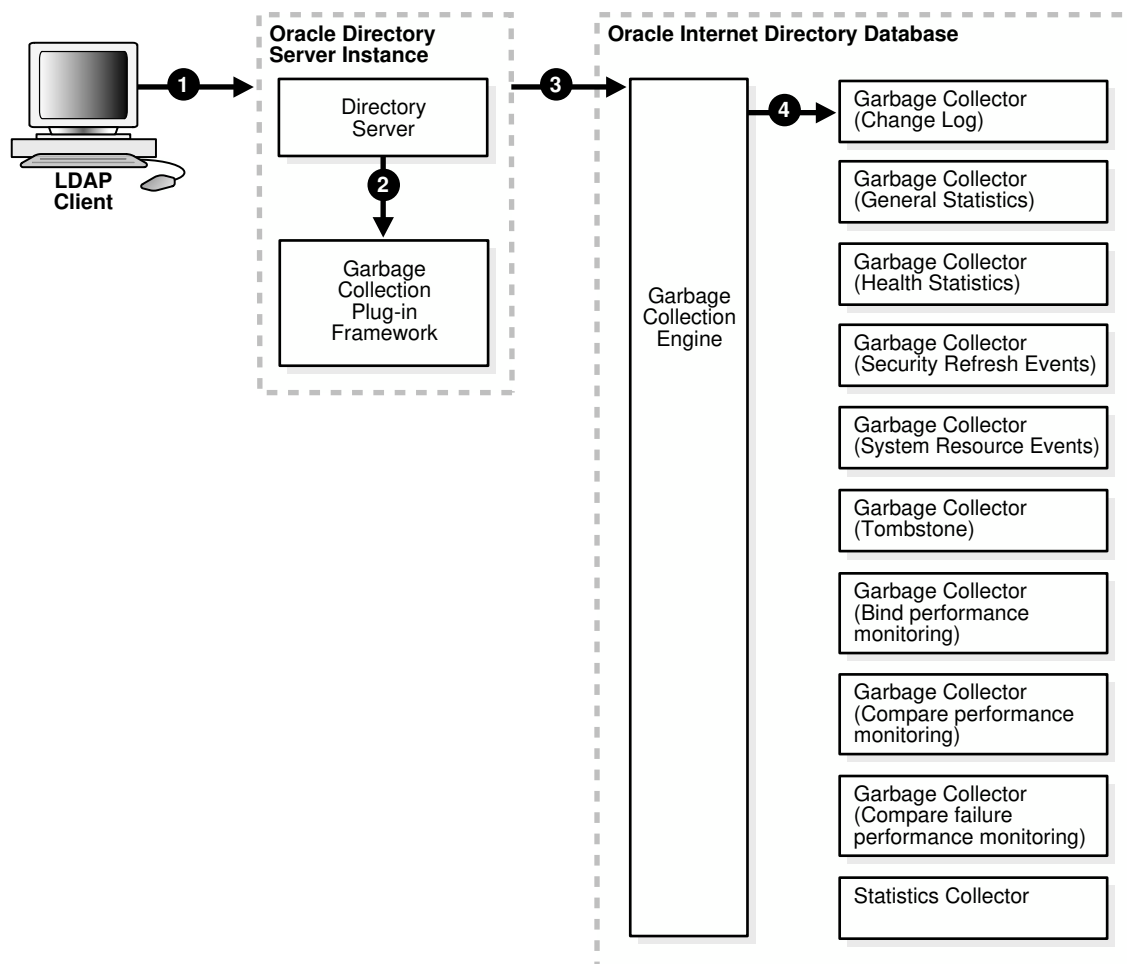 Oracle Directory
Server Instance
Oracle Internet Directory Database
1
3
4
Directory
Server
2
LDAP
Client
Garbage
Collection
Plug-in
Framework
Garbage
Collection
Engine
Garbage Collector
(Change Log)
Garbage Collector
(General Statistics)
Garbage Collector
(Health Statistics)
Garbage Collector
(Security Refresh Events)
Garbage Collector
(System Resource Events)
Garbage Collector
(Tombstone)
Garbage Collector
(Bind performance
monitoring)
Garbage Collector
(Compare performance
monitoring)
Garbage Collector
(Compare failure
performance monitoring)
Statistics Collector